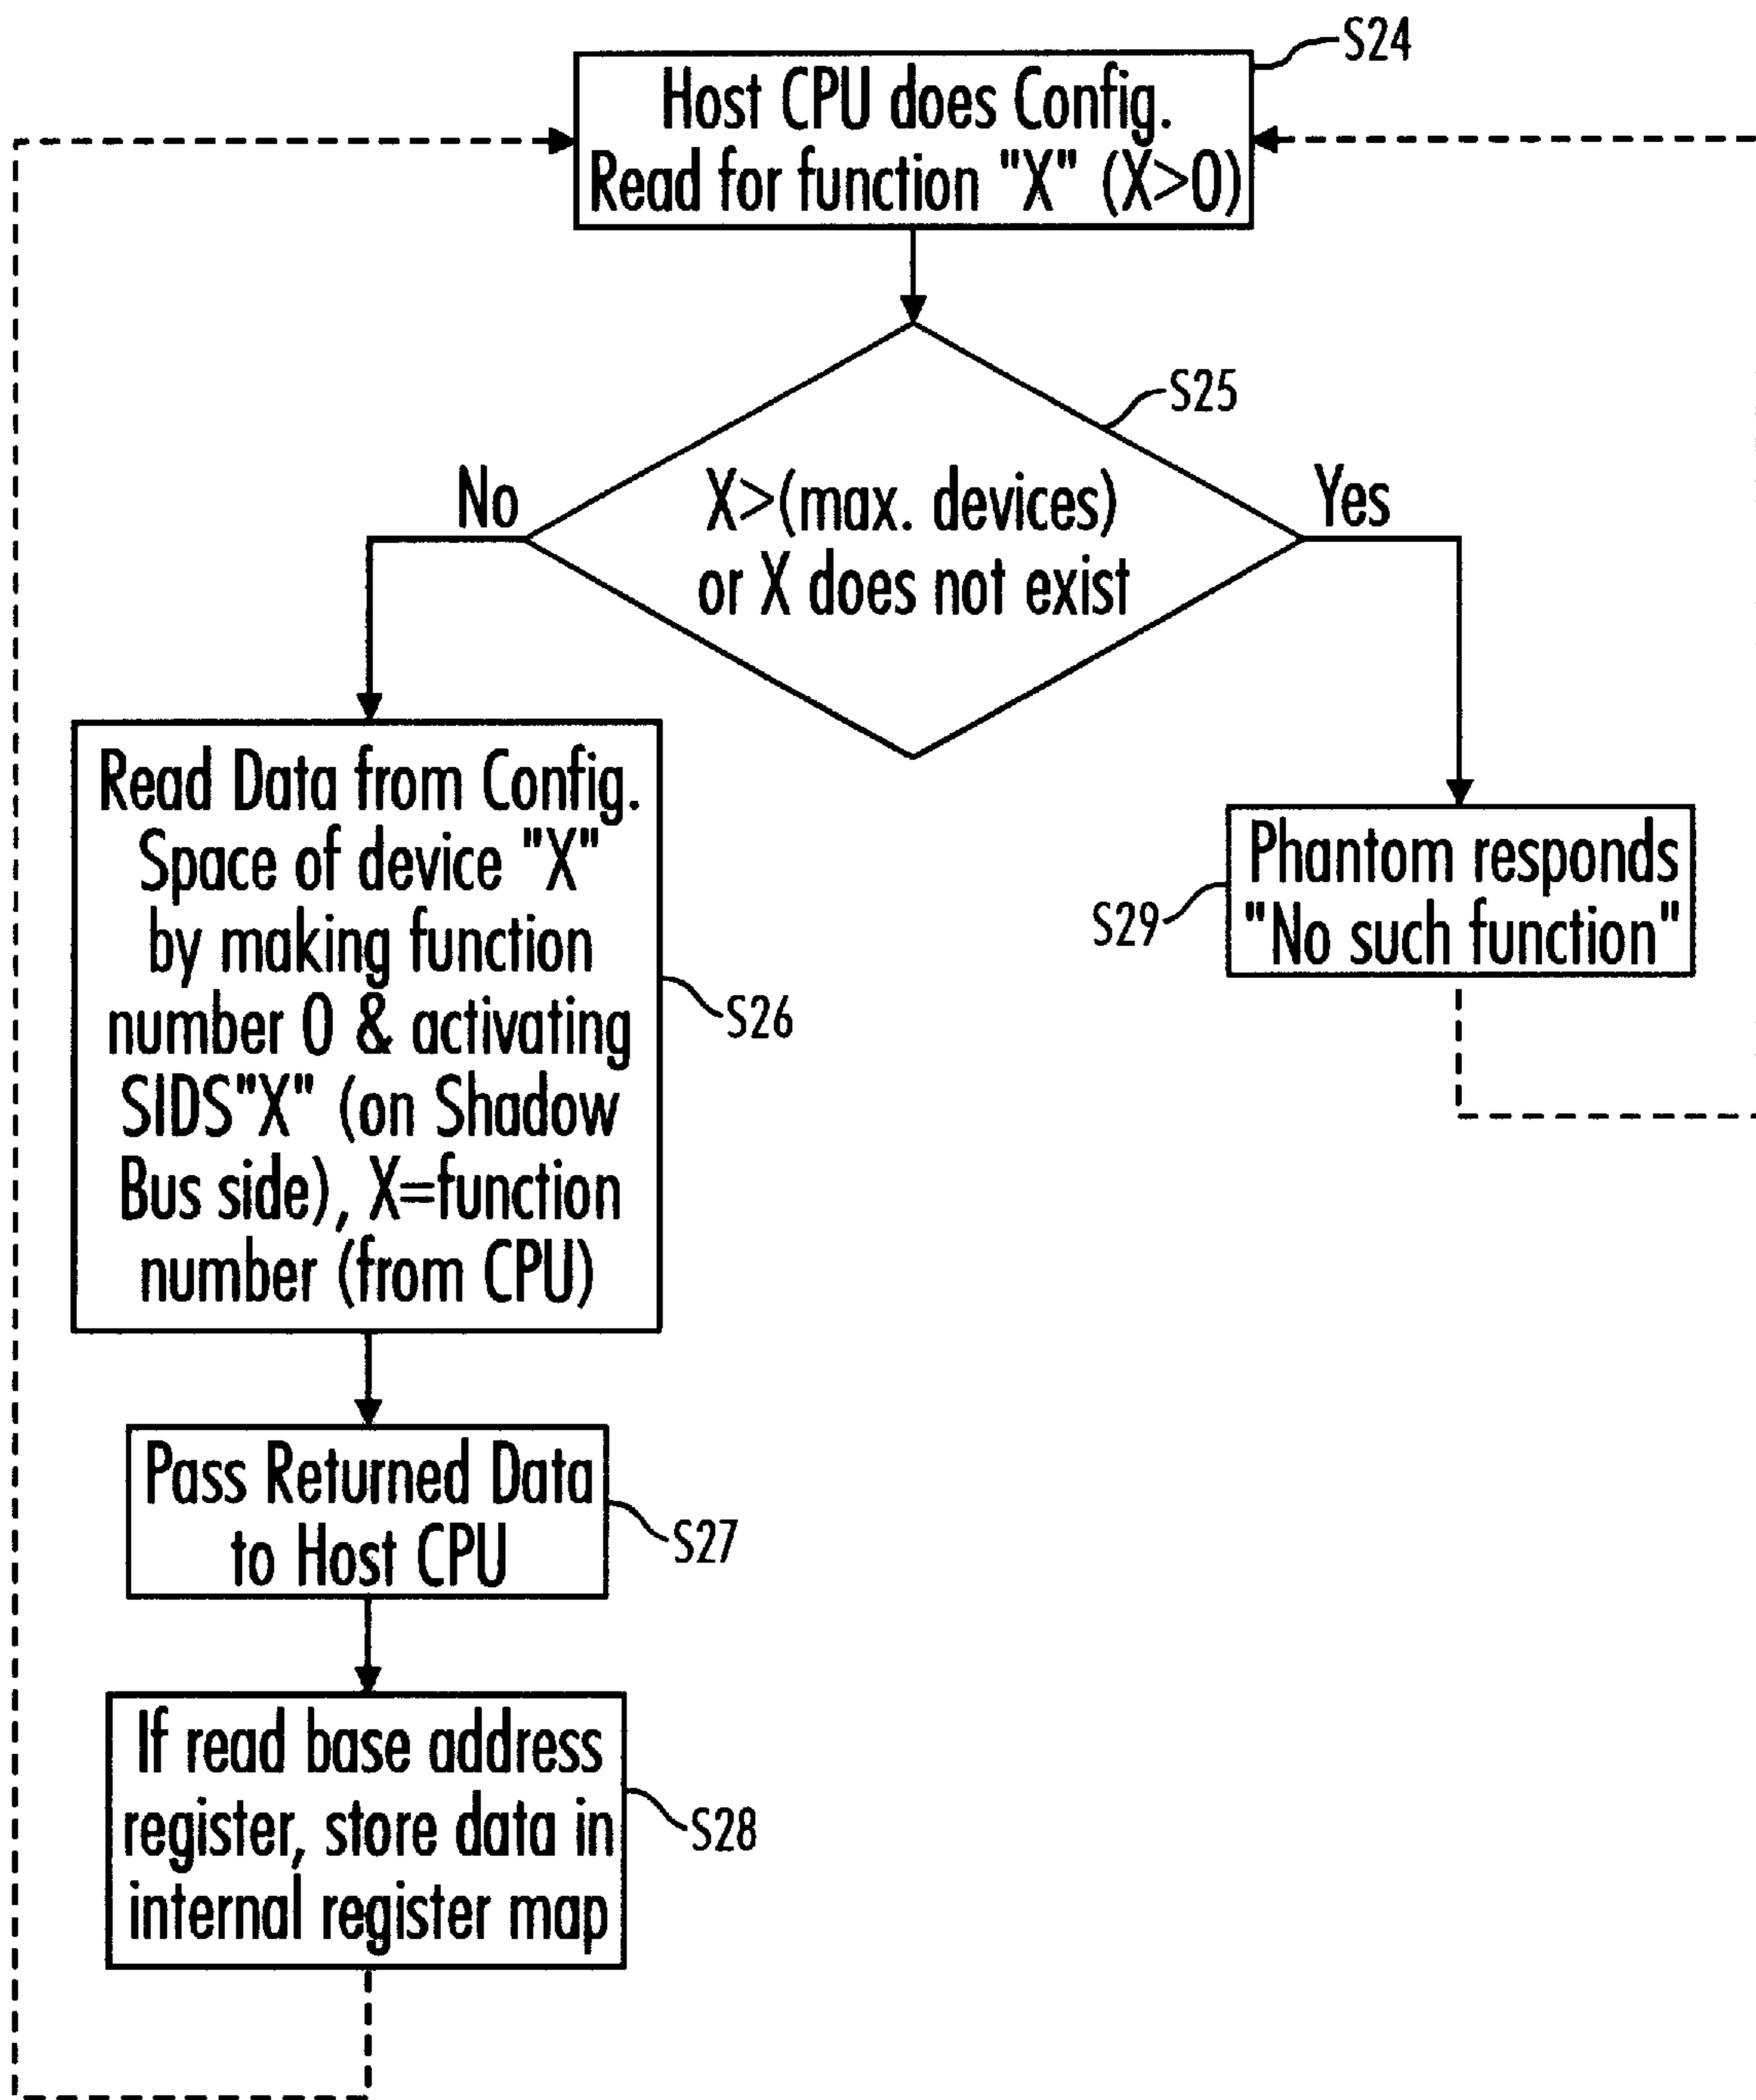 S24
Host CPU does Config.
Read for function "X" (X>0)
S25
No
X>(max. devices)
or X does not exist
Yes
Read Data from Config.
Space of device "X"
by making function
number 0 & activating
SIDS"X" (on Shadow
Bus side), X=function
number (from CPU)
S26
Phantom responds
"No such function"
S29
Pass Returned Data
to Host CPU
S27
If read base address
register, store data in
internal register map
S28